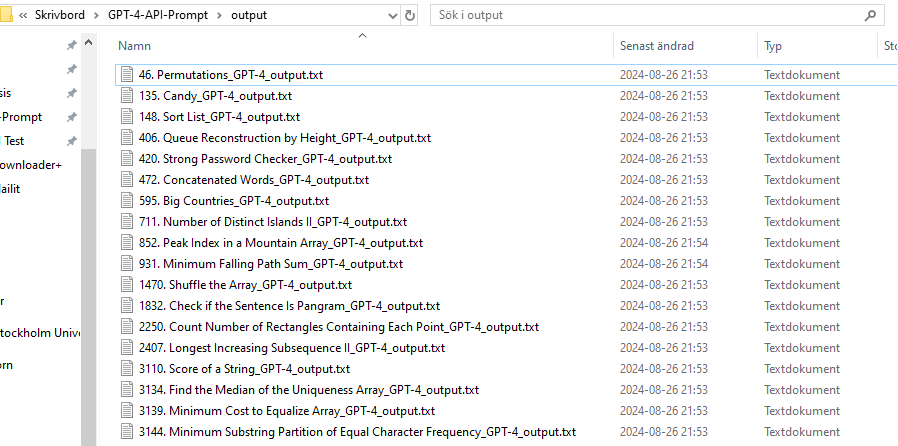 « Skrivbord > GPT-4-API-Prompt > output
Sök i output
Namn Senast ändrad Typ Sto
46. Permutations_GPT-4_output.txt 2024-08-26 21:53 Textdokument
135. Candy_GPT-4_output.txt 2024-08-26 21:53 Textdokument
sis 148. Sort List_GPT-4_output.txt 2024-08-26 21:53 Textdokument
-Prompt 406. Queue Reconstruction by Height_GPT-4_output.txt 2024-08-26 21:53 Textdokument
Test 420. Strong Password Checker_GPT-4_output.txt 2024-08-26 21:53 Textdokument
ownloader+ 472. Concatenated Words_GPT-4_output.txt 2024-08-26 21:53 Textdokument
ailit 595. Big Countries_GPT-4_output.txt 2024-08-26 21:53 Textdokument
711. Number of Distinct Islands II_GPT-4_output.txt 2024-08-26 21:53 Textdokument
852. Peak Index in a Mountain Array_GPT-4_output.txt 2024-08-26 21:54 Textdokument
931. Minimum Falling Path Sum_GPT-4_output.txt 2024-08-26 21:54 Textdokument
1470. Shuffle the Array_GPT-4_output.txt 2024-08-26 21:53 Textdokument
r 1832. Check if the Sentence Is Pangram_GPT-4_output.txt 2024-08-26 21:53 Textdokument
tockholm Unive 2250. Count Number of Rectangles Containing Each Point_GPT-4_output.txt 2024-08-26 21:53 Textdokument
2407. Longest Increasing Subsequence II_GPT-4_output.txt 2024-08-26 21:53 Textdokument
orn 3110. Score of a String_GPT-4_output.txt 2024-08-26 21:53 Textdokument
3134. Find the Median of the Uniqueness Array_GPT-4_output.txt 2024-08-26 21:53 Textdokument
3139. Minimum Cost to Equalize Array_GPT-4_output.txt 2024-08-26 21:53 Textdokument
3144. Minimum Substring Partition of Equal Character Frequency_GPT-4_output.txt 2024-08-26 21:53 Textdokument